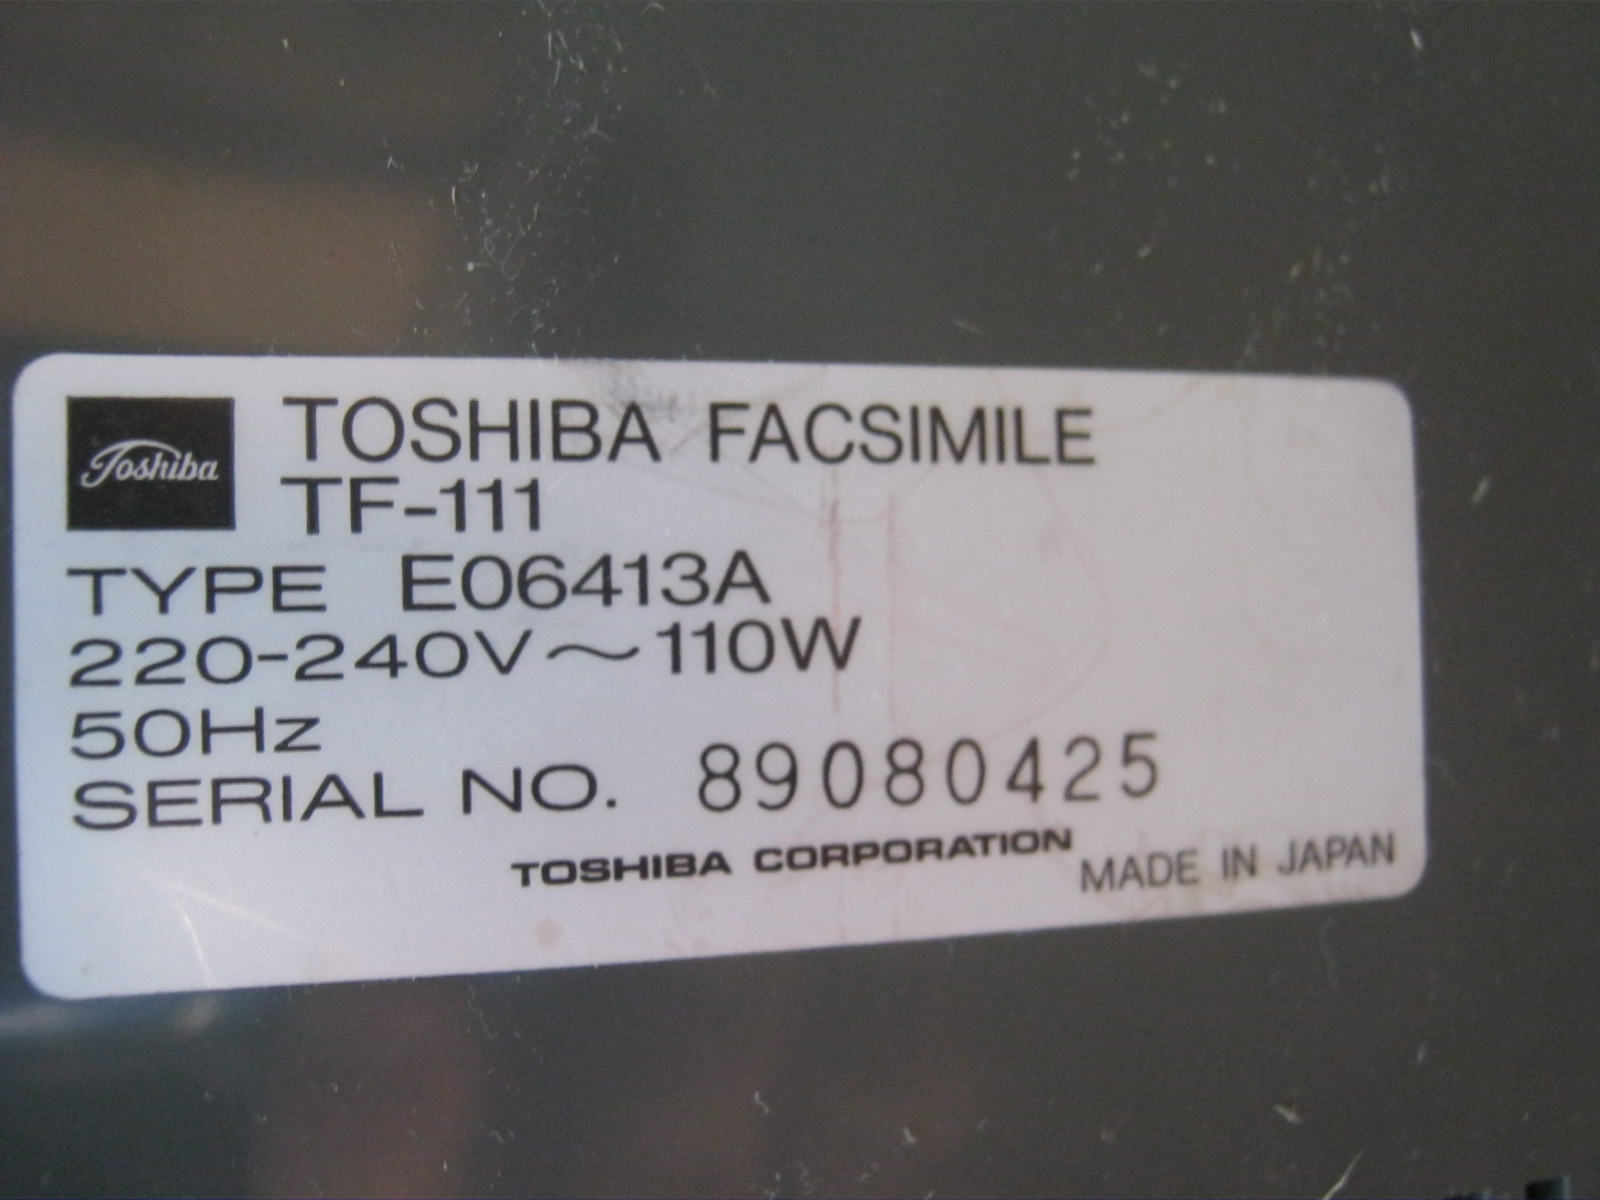 Toshiba
TOSHIBA FACSIMILE
TF-111
TYPE E06413A
220-240V～110W
50Hz
SERIAL NO. 89080425
TOSHIBA CORPORATION
MADE IN JAPAN